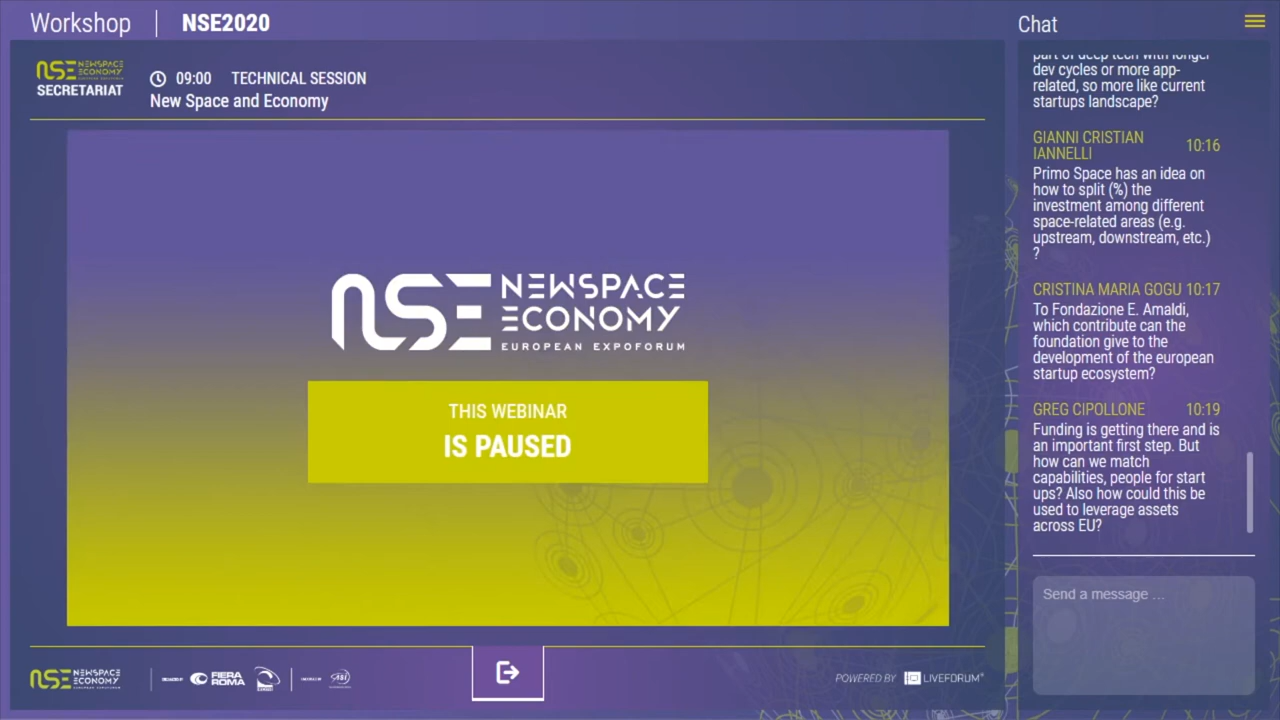 Workshop
NSE2020
Chat
NSE NEWSPACE
ECONOMY
SECRETARIAT
09:00 TECHNICAL SESSION
New Space and Economy
part of deep tech with longer
dev cycles or more app-
related, so more like current
startups landscape?
GIANNI CRISTIAN
IANNELLI
10:16
Primo Space has an idea on
how to split (%) the
investment among different
space-related areas (e.g.
upstream, downstream, etc.)
?
CRISTINA MARIA GOGU 10:17
To Fondazione E. Amaldi,
which contribute can the
foundation give to the
development of the european
startup ecosystem?
GREG CIPOLLONE 10:19
Funding is getting there and is
an important first step. But
how can we match
capabilities, people for start
ups? Also how could this be
used to leverage assets
across EU?
Send a message ...
NSE NEWSPACE
ECONOMY
EUROPEAN EXPOFORUM
THIS WEBINAR
IS PAUSED
NSE NEWSPACE
ECONOMY
FIERA
ROMA
POWERED BY LIVEFORUM